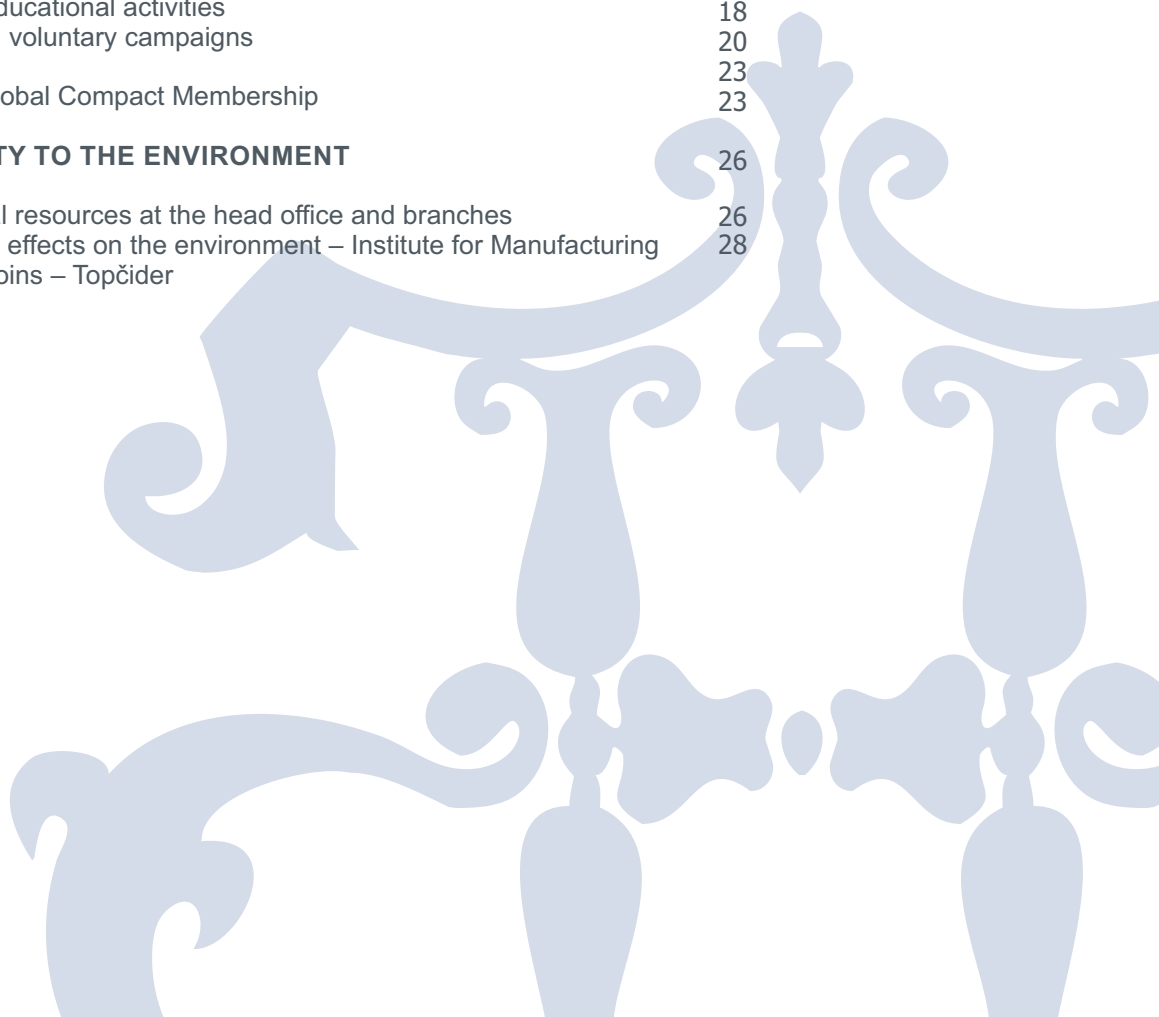 ducational activities 18
voluntary campaigns 20
23
lobal Compact Membership 23
TY TO THE ENVIRONMENT 26
l resources at the head office and branches 26
effects on the environment – Institute for Manufacturing 28
oins – Topčider